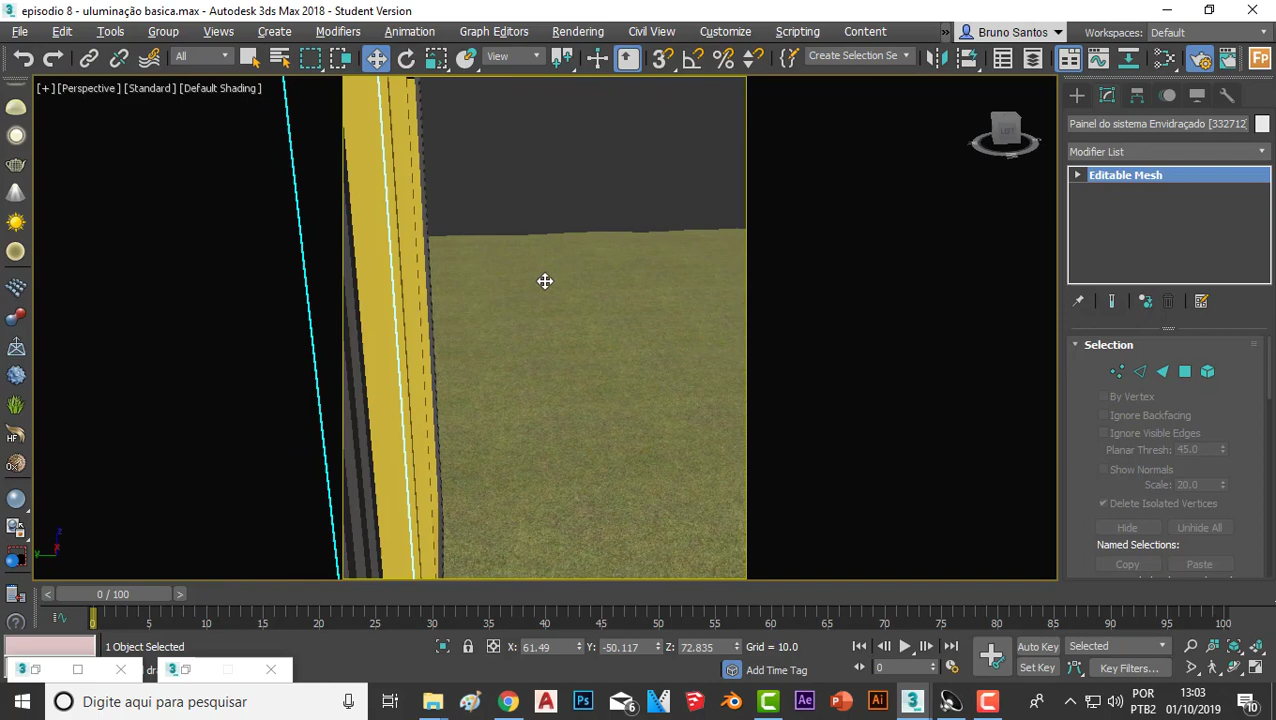 episodio 8 - uluminação basica.max - Autodesk 3ds Max 2018 - Student Version
File Edit Tools Group Views Create Modifiers Animation Graph Editors Rendering Civil View Customize Scripting Content Bruno Santos Workspaces: Default
All View Create Selection Se Fp
[+] [Perspective] [Standard] [Default Shading]
Painel do sistema Envidraçado [332712]
Modifier List
Editable Mesh
Selection
By Vertex
Ignore Backfacing
Ignore Visible Edges
Planar Thresh: 45.0
Show Normals
Scale: 20.0
Delete Isolated Vertices
Hide Unhide All
Named Selections:
Copy Paste
HF
z
y x
< 0 / 100 >
0 5 10 15 20 25 30 35 40 45 50 55 60 65 70 75 80 85 90 95 100
1 Object Selected X: 61.49 Y: -50.117 Z: 72.835 Grid = 10.0 Auto Key Selected
Add Time Tag 0 Set Key Key Filters...
Digite aqui para pesquisar
6 Ps Ae Ai POR PTB2 13:03 01/10/2019 10